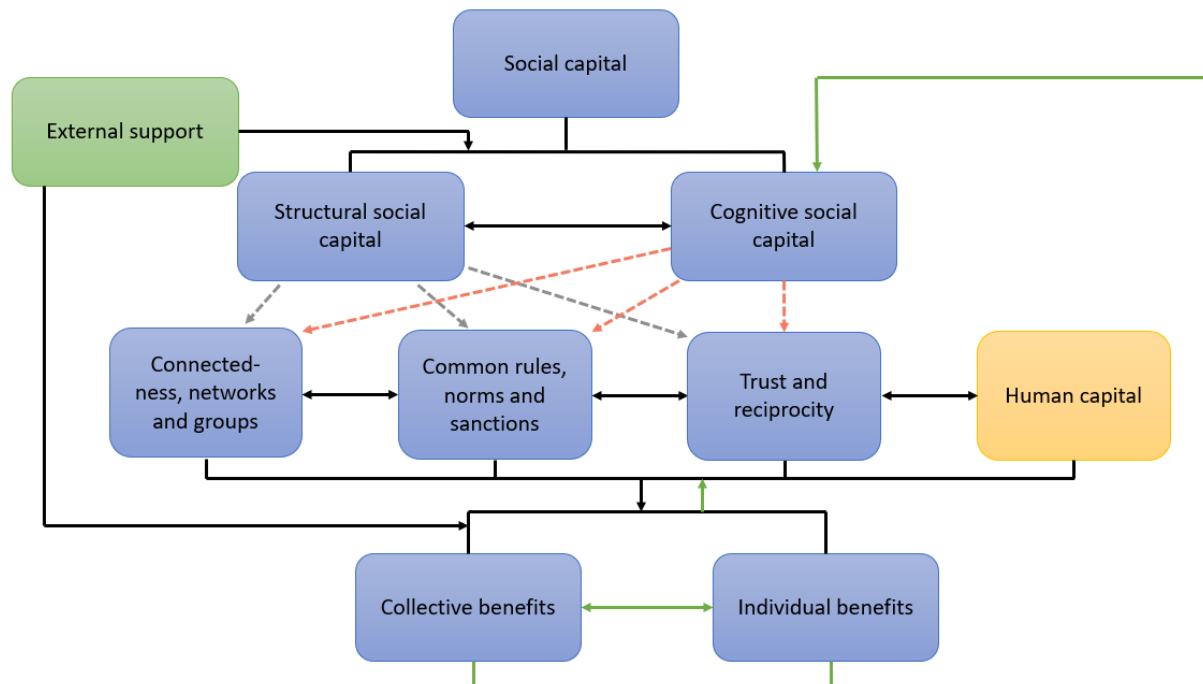 Social capital
External support
Structural social
capital
Cognitive social
capital
Connected-
ness, networks
and groups
Common rules,
norms and
sanctions
Trust and
reciprocity
Human capital
Collective benefits
Individual benefits